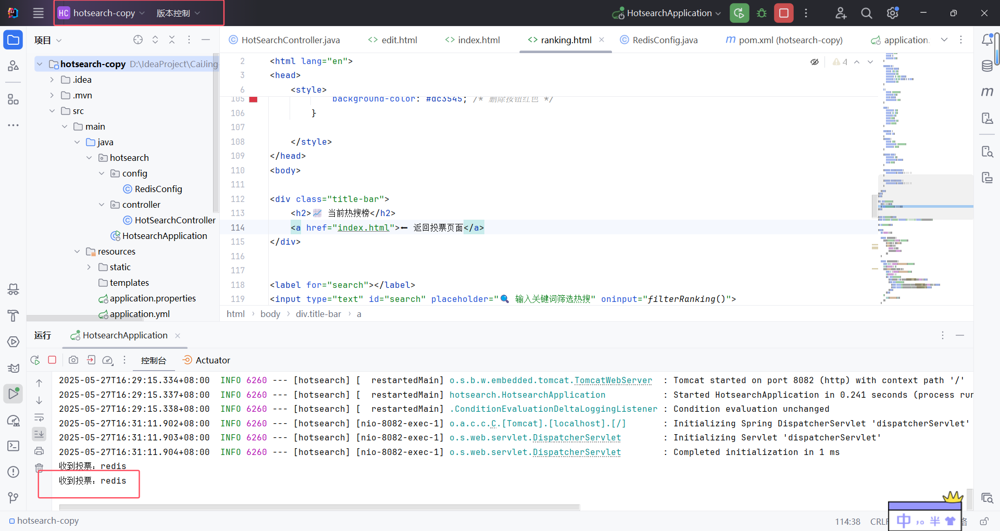 HC hotsearch-copy 版本控制 HotsearchApplication
项目
HotSearchController.java edit.html index.html ranking.html RedisConfig.java pom.xml (hotsearch-copy) application.
hotsearch-copy D:\IdeaProject\CaiJing
.idea
.mvn
src
main
java
hotsearch
config
RedisConfig
controller
HotSearchController
HotsearchApplication
resources
static
templates
application.properties
application.yml
4
2 <html lang="en">
3 <head>
6 <style>
105 background-color: #dc3545; /* 删除按钮红色 */
106 }
107
108 </style>
109 </head>
110 <body>
111
112 <div class="title-bar">
113 <h2>📈 当前热搜榜</h2>
114 <a href="index.html">⬅ 返回投票页面</a>
115 </div>
116
117
118 <label for="search"></label>
119 <input type="text" id="search" placeholder="🔍 输入关键词筛选热搜" oninput="filterRanking()">
html › body › div.title-bar › a
运行 HotsearchApplication
控制台 Actuator
2025-05-27T16:29:15.334+08:00 INFO 6260 --- [hotsearch] [ restartedMain] o.s.b.w.embedded.tomcat.TomcatWebServer : Tomcat started on port 8082 (http) with context path '/'
2025-05-27T16:29:15.337+08:00 INFO 6260 --- [hotsearch] [ restartedMain] hotsearch.HotsearchApplication : Started HotsearchApplication in 0.241 seconds (process run
2025-05-27T16:29:15.338+08:00 INFO 6260 --- [hotsearch] [ restartedMain] .ConditionEvaluationDeltaLoggingListener : Condition evaluation unchanged
2025-05-27T16:31:11.902+08:00 INFO 6260 --- [hotsearch] [nio-8082-exec-1] o.a.c.c.C.[Tomcat].[localhost].[/] : Initializing Spring DispatcherServlet 'dispatcherServlet'
2025-05-27T16:31:11.903+08:00 INFO 6260 --- [hotsearch] [nio-8082-exec-1] o.s.web.servlet.DispatcherServlet : Initializing Servlet 'dispatcherServlet'
2025-05-27T16:31:11.904+08:00 INFO 6260 --- [hotsearch] [nio-8082-exec-1] o.s.web.servlet.DispatcherServlet : Completed initialization in 1 ms
收到投票：redis
收到投票：redis
hotsearch-copy 114:38 CRLF
中 ，。 半